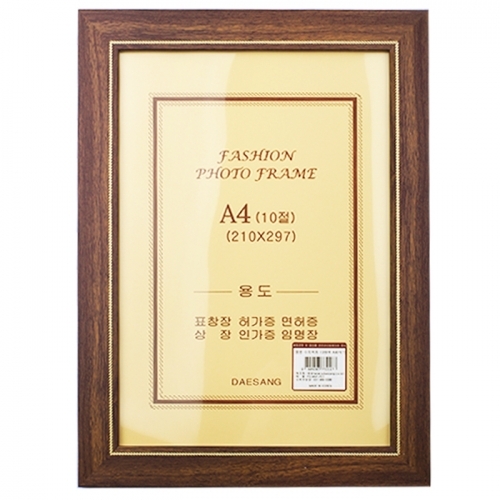 FASHION
PHOTO FRAME
A4 (10절)
(210X297)
용도
표창장 허가증 면허증
상 장 인가증 임명장
DAESANG